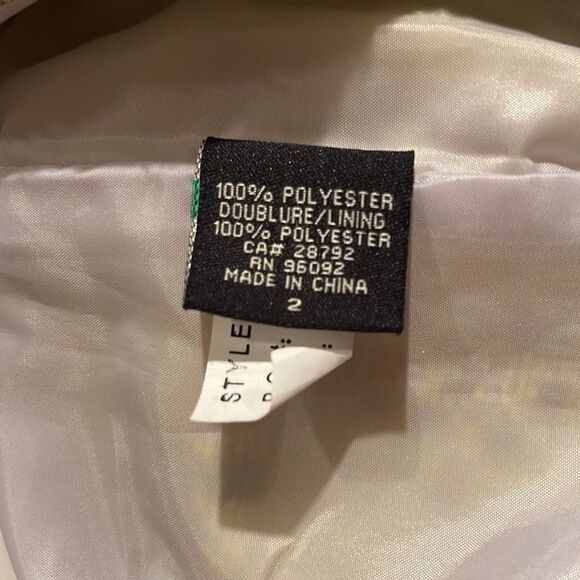 100% POLYESTER
DOUBLURE/LINING
100% POLYESTER
CA# 28792
RN 96092
MADE IN CHINA
2
STYLE